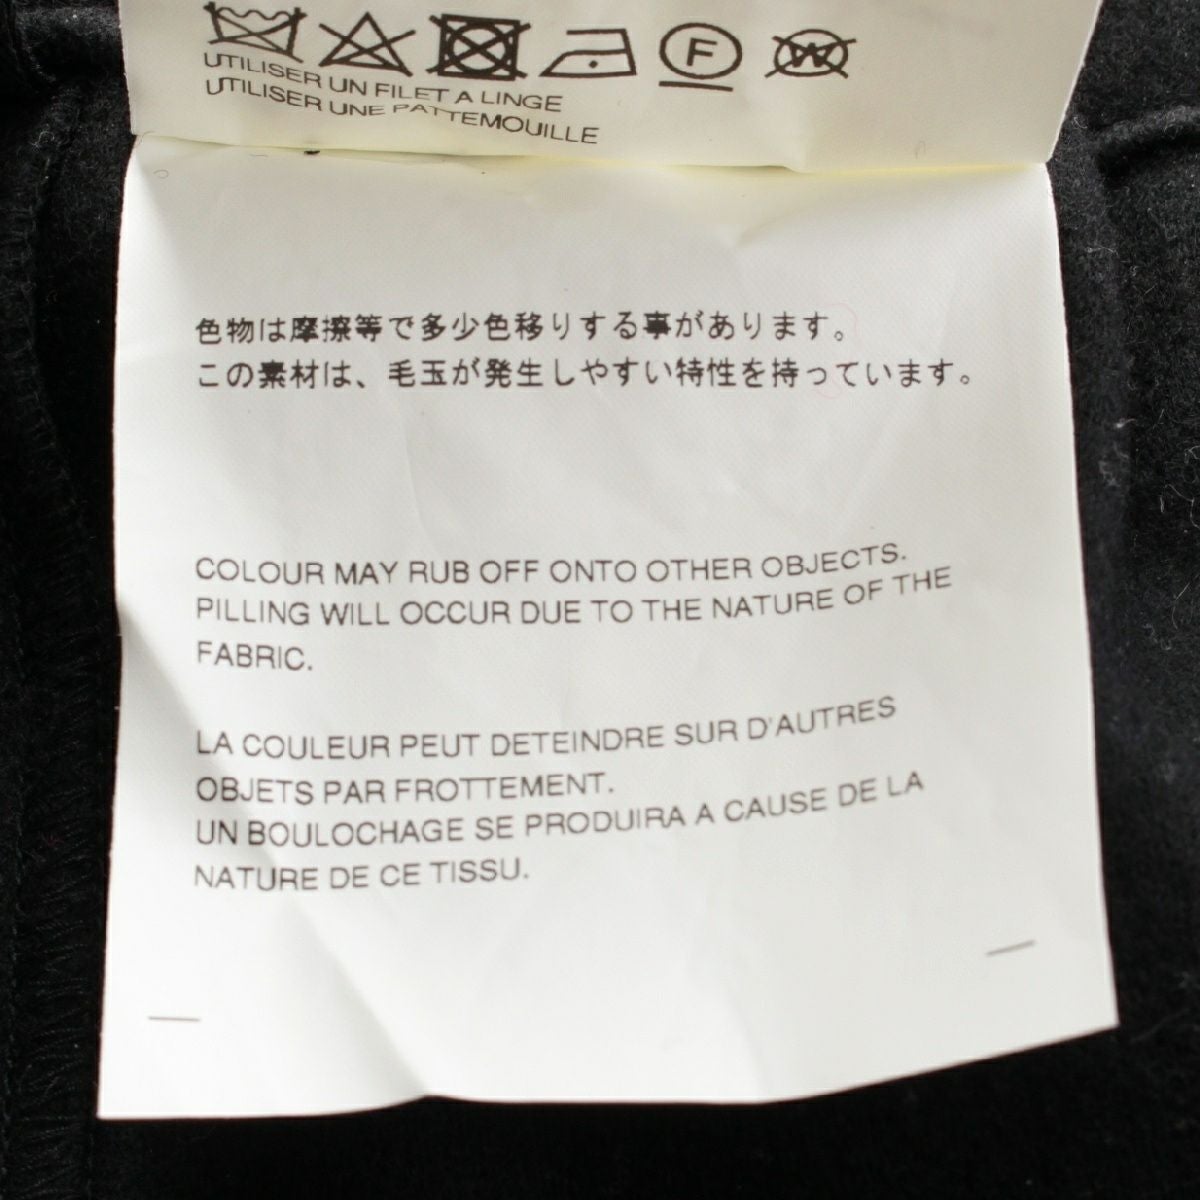 F W
UTILISER UN FILET A LINGE
UTILISER UNE PATTEMOUILLE
色物は摩擦等で多少色移りする事があります。
この素材は、毛玉が発生しやすい特性を持っています。
COLOUR MAY RUB OFF ONTO OTHER OBJECTS.
PILLING WILL OCCUR DUE TO THE NATURE OF THE
FABRIC.
LA COULEUR PEUT DETEINDRE SUR D'AUTRES
OBJETS PAR FROTTEMENT.
UN BOULOCHAGE SE PRODUIRA A CAUSE DE LA
NATURE DE CE TISSU.